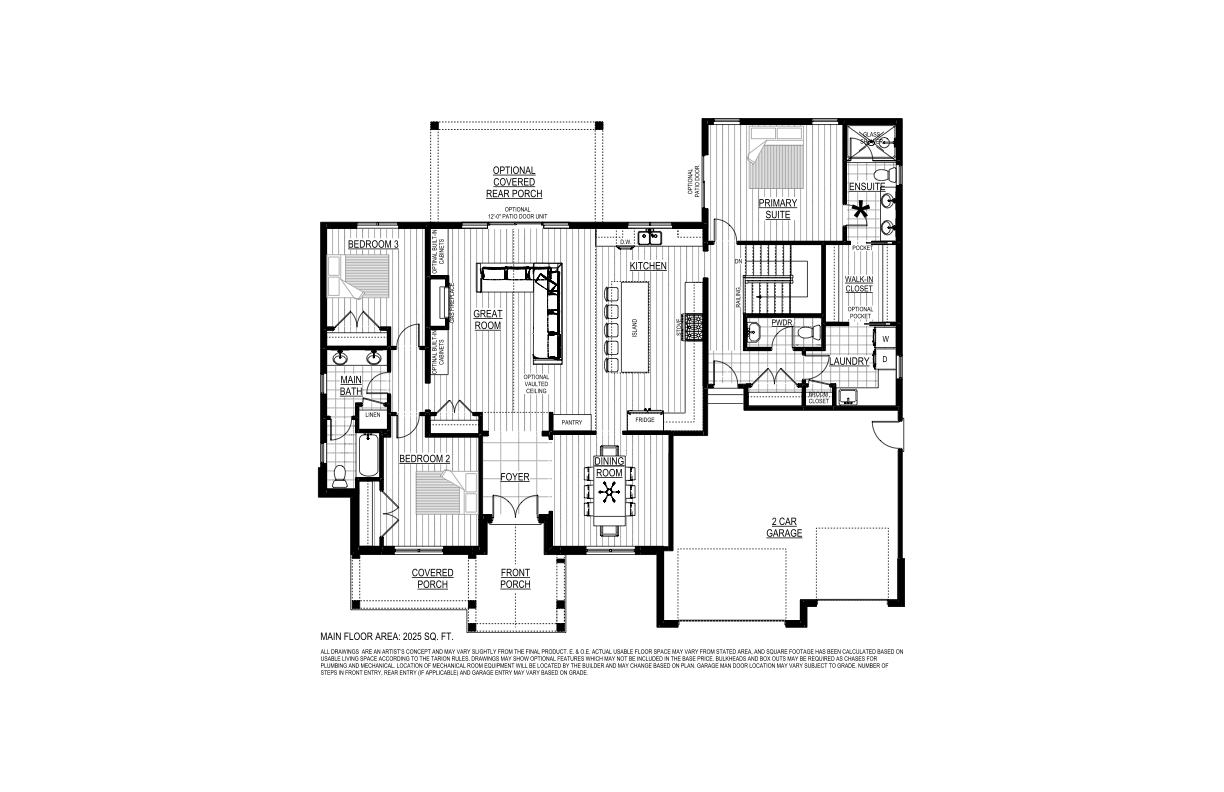 GLASS
SHOWER
OPTIONAL
COVERED
REAR PORCH
OPTIONAL
PATIO DOOR
ENSUITE
PRIMARY
SUITE
OPTIONAL
12'-0" PATIO DOOR UNIT
BEDROOM 3
OPTIONAL BUILT-IN
CABINETS
D.W.
KITCHEN
POCKET
DN
WALK-IN
CLOSET
RAILING
GAS FIREPLACE
GREAT
ROOM
ISLAND
STOVE
OPTIONAL
POCKET
PWDR
W
D
LAUNDRY
OPTIONAL BUILT-IN
CABINETS
OPTIONAL
VAULTED
CEILING
MAIN
BATH
LINEN
BROOM
CLOSET
PANTRY
FRIDGE
BEDROOM 2
FOYER
DINING
ROOM
2 CAR
GARAGE
COVERED
PORCH
FRONT
PORCH
MAIN FLOOR AREA: 2025 SQ. FT.
ALL DRAWINGS ARE AN ARTIST'S CONCEPT AND MAY VARY SLIGHTLY FROM THE FINAL PRODUCT. E. & O.E. ACTUAL USABLE FLOOR SPACE MAY VARY FROM STATED AREA, AND SQUARE FOOTAGE HAS BEEN CALCULATED BASED ON
USABLE LIVING SPACE ACCORDING TO THE TARION RULES. DRAWINGS MAY SHOW OPTIONAL FEATURES WHICH MAY NOT BE INCLUDED IN THE BASE PRICE. BULKHEADS AND BOX OUTS MAY BE REQUIRED AS CHASES FOR
PLUMBING AND MECHANICAL. LOCATION OF MECHANICAL ROOM EQUIPMENT WILL BE LOCATED BY THE BUILDER AND MAY CHANGE BASED ON PLAN. GARAGE MAN DOOR LOCATION MAY VARY SUBJECT TO GRADE. NUMBER OF
STEPS IN FRONT ENTRY, REAR ENTRY (IF APPLICABLE) AND GARAGE ENTRY MAY VARY BASED ON GRADE.